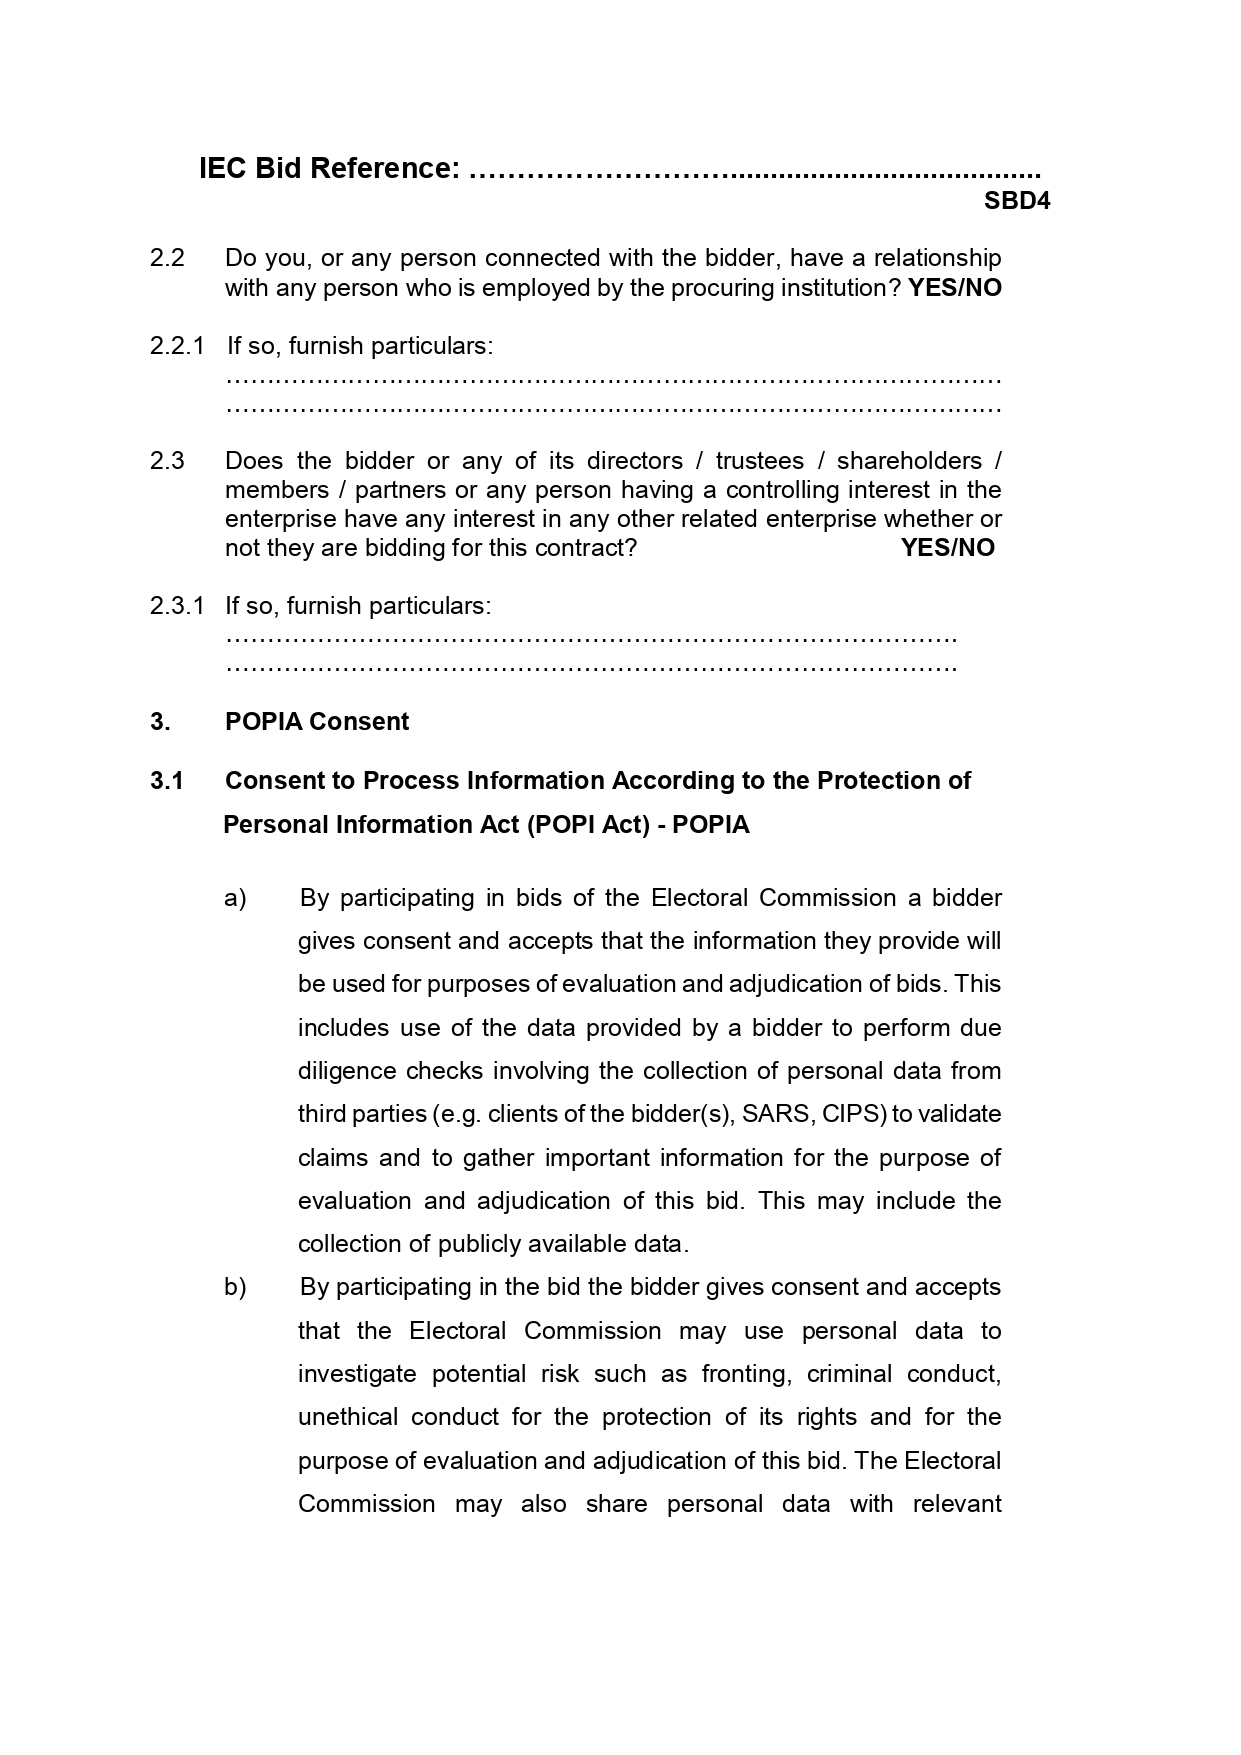 IEC Bid Reference: ………………………......................................
SBD4
2.2 Do you, or any person connected with the bidder, have a relationship
with any person who is employed by the procuring institution? YES/NO
2.2.1 If so, furnish particulars:
……………………………………………………………………………………
……………………………………………………………………………………
2.3 Does the bidder or any of its directors / trustees / shareholders /
members / partners or any person having a controlling interest in the
enterprise have any interest in any other related enterprise whether or
not they are bidding for this contract? YES/NO
2.3.1 If so, furnish particulars:
…………………………………………………………………………….
…………………………………………………………………………….
3. POPIA Consent
3.1 Consent to Process Information According to the Protection of
Personal Information Act (POPI Act) - POPIA
a) By participating in bids of the Electoral Commission a bidder
gives consent and accepts that the information they provide will
be used for purposes of evaluation and adjudication of bids. This
includes use of the data provided by a bidder to perform due
diligence checks involving the collection of personal data from
third parties (e.g. clients of the bidder(s), SARS, CIPS) to validate
claims and to gather important information for the purpose of
evaluation and adjudication of this bid. This may include the
collection of publicly available data.
b) By participating in the bid the bidder gives consent and accepts
that the Electoral Commission may use personal data to
investigate potential risk such as fronting, criminal conduct,
unethical conduct for the protection of its rights and for the
purpose of evaluation and adjudication of this bid. The Electoral
Commission may also share personal data with relevant